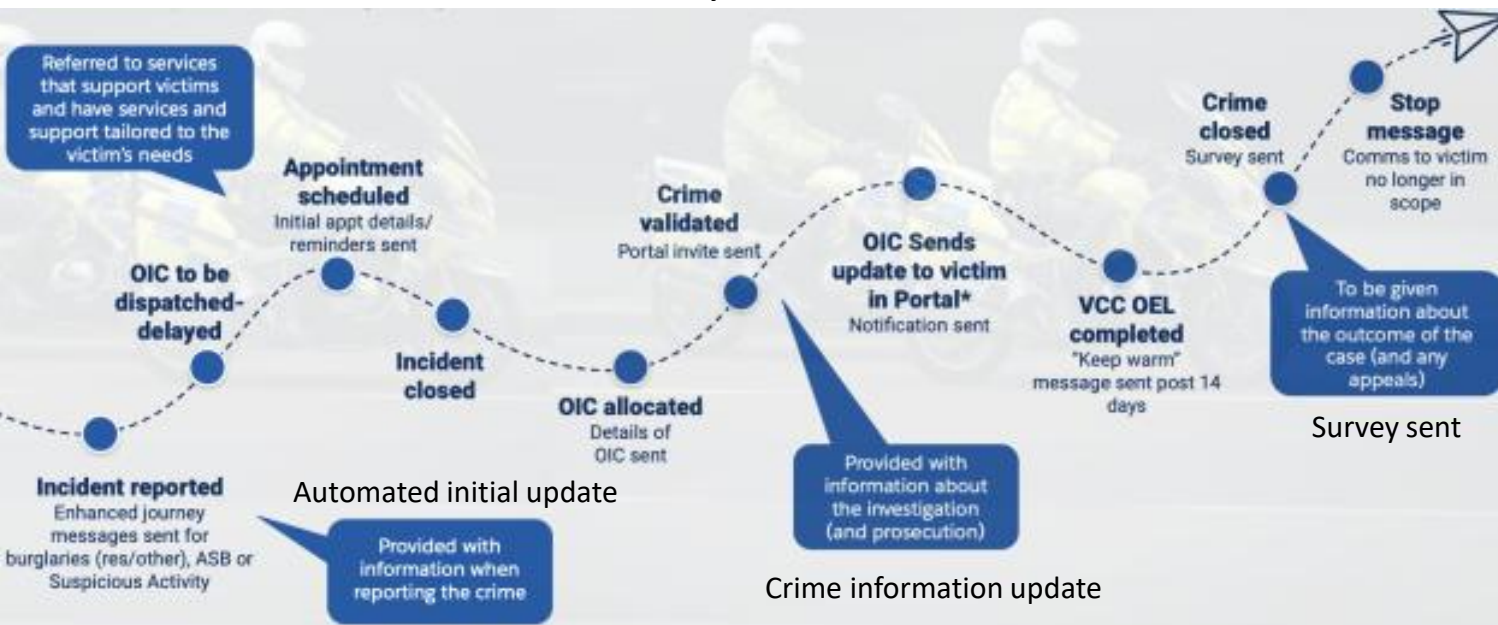 Referred to services
that support victims
and have services and
support tailored to the
victim's needs
Appointment
scheduled
Initial appt details/
reminders sent
OIC to be
dispatched-
delayed
Incident
closed
Incident reported
Enhanced journey
messages sent for
burglaries (res/other), ASB or
Suspicious Activity
Automated initial update
Provided with
information when
reporting the crime
OIC allocated
Details of
OIC sent
Crime
validated
Portal invite sent
OIC Sends
update to victim
in Portal*
Notification sent
Provided with
information about
the investigation
(and prosecution)
Crime information update
VCC OEL
completed
"Keep warm"
message sent post 14
days
Crime
closed
Survey sent
Stop
message
Comms to victim
no longer in
scope
To be given
information about
the outcome of the
case (and any
appeals)
Survey sent